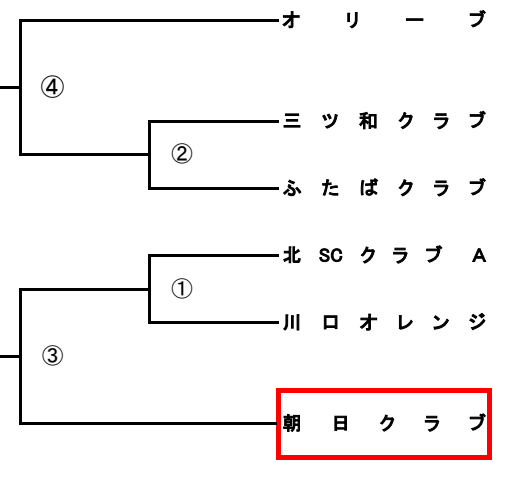 オリーブ
④
三ツ和クラブ
②
ふたばクラブ
北SCクラブA
①
川口オレンジ
③
朝日クラブ